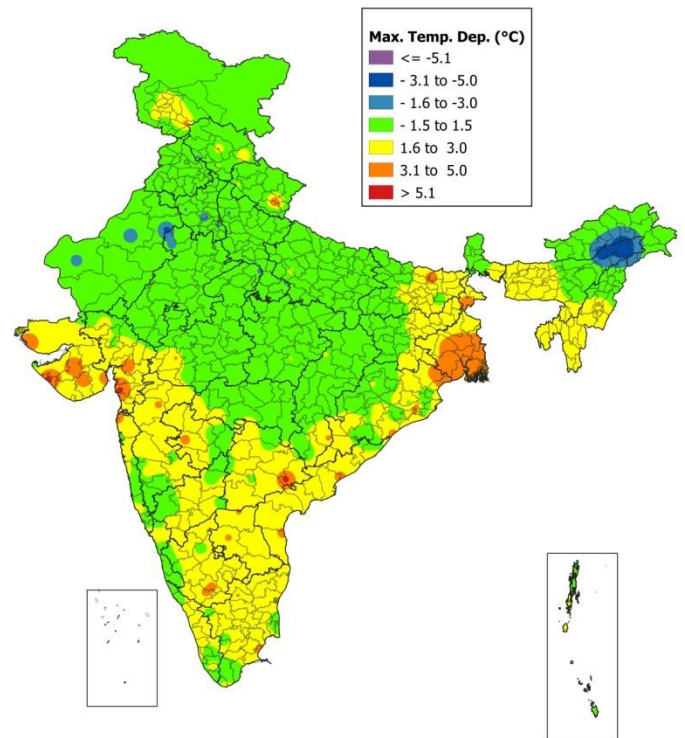 Max. Temp. Dep. (°C)
<= -5.1
- 3.1 to -5.0
- 1.6 to -3.0
- 1.5 to 1.5
1.6 to 3.0
3.1 to 5.0
> 5.1